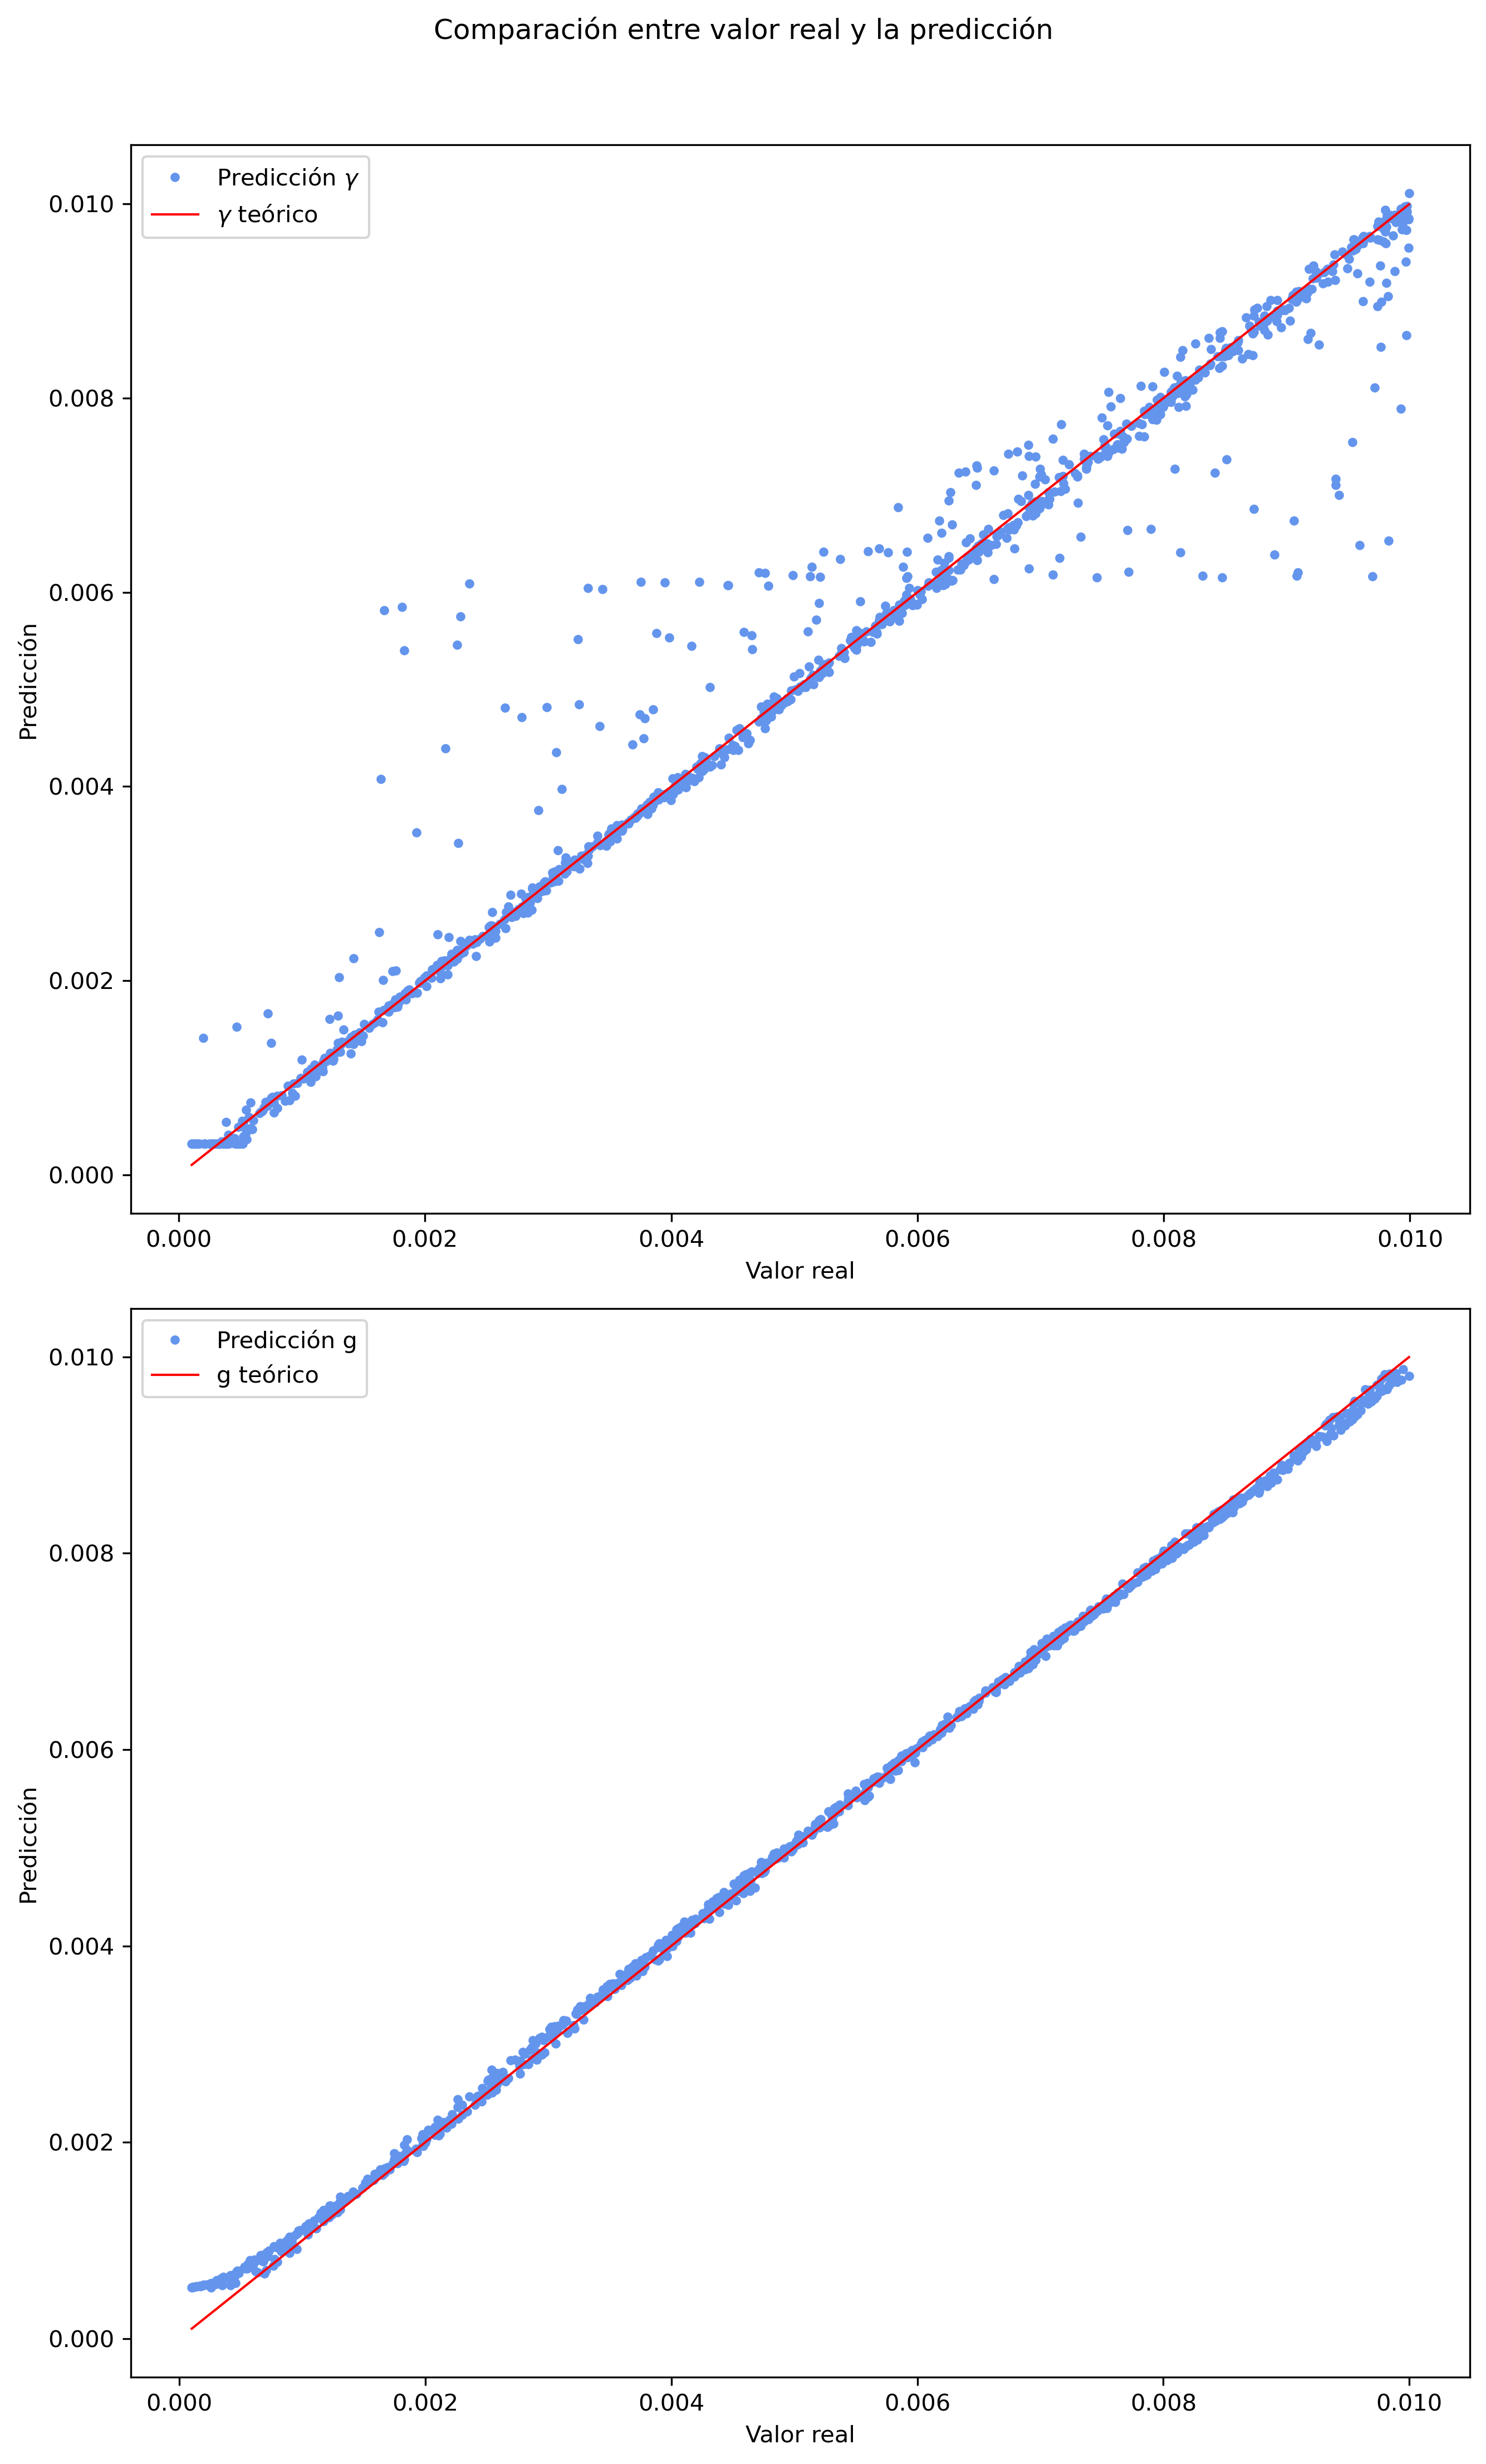 Comparación entre valor real y la predicción
Predicción γ
γ teórico
0.010
0.008
0.006
0.004
0.002
0.000
Predicción
0.000 0.002 0.004 0.006 0.008 0.010
Valor real
Predicción g
g teórico
0.010
0.008
0.006
0.004
0.002
0.000
Predicción
0.000 0.002 0.004 0.006 0.008 0.010
Valor real